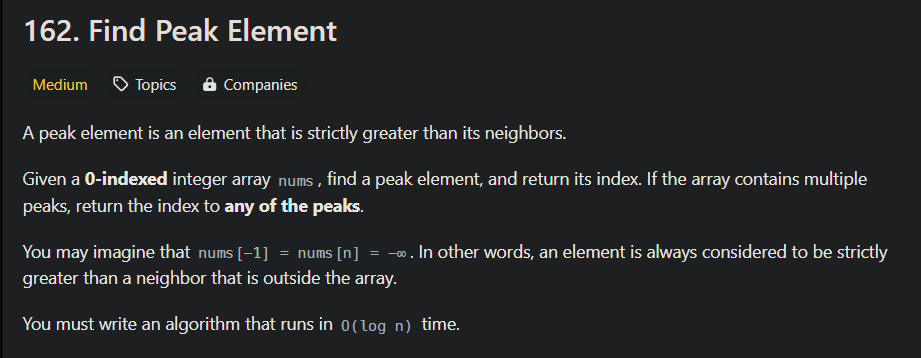 162. Find Peak Element
Medium Topics Companies
A peak element is an element that is strictly greater than its neighbors.
Given a 0-indexed integer array nums, find a peak element, and return its index. If the array contains multiple
peaks, return the index to any of the peaks.
You may imagine that nums[-1] = nums[n] = -∞. In other words, an element is always considered to be strictly
greater than a neighbor that is outside the array.
You must write an algorithm that runs in O(log n) time.